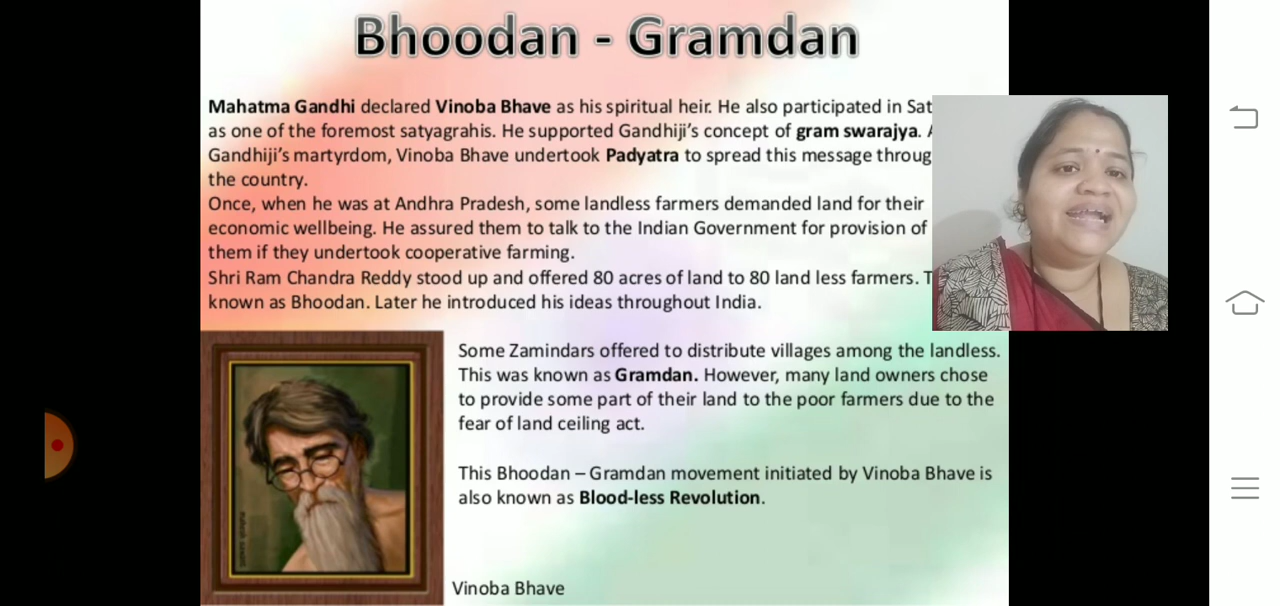 Bhoodan - Gramdan
Mahatma Gandhi declared Vinoba Bhave as his spiritual heir. He also participated in Sat
as one of the foremost satyagrahis. He supported Gandhiji's concept of gram swarajya.
Gandhiji's martyrdom, Vinoba Bhave undertook Padyatra to spread this message throug
the country.
Once, when he was at Andhra Pradesh, some landless farmers demanded land for their
economic wellbeing. He assured them to talk to the Indian Government for provision of
them if they undertook cooperative farming.
Shri Ram Chandra Reddy stood up and offered 80 acres of land to 80 land less farmers. T
known as Bhoodan. Later he introduced his ideas throughout India.
Some Zamindars offered to distribute villages among the landless.
This was known as Gramdan. However, many land owners chose
to provide some part of their land to the poor farmers due to the
fear of land ceiling act.
This Bhoodan – Gramdan movement initiated by Vinoba Bhave is
also known as Blood-less Revolution.
Vinoba Bhave